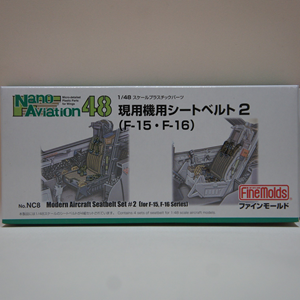 Nano Aviation 48
1/48 スケールプラスチックパーツ
現用機用シートベルト 2
(F-15・F-16)
No.NC8 Modern Aircraft Seatbelt Set #2 (for F-15, F-16 Series)
FineMolds
ファインモールド